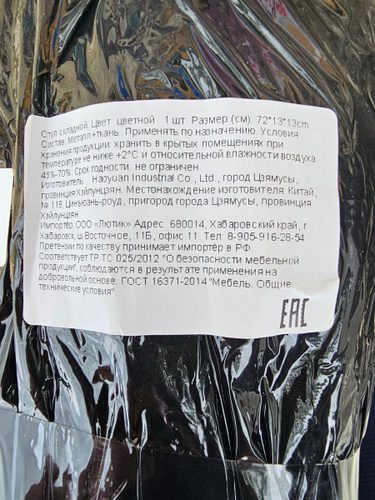 Стул складной. Цвет цветной . 1 шт. Размер (см) 72*13*13cm
Состав: Металл+ткань. Применять по назначению. Условия
хранения продукции: хранить в крытых помещениях при
температуре не ниже +2°С и относительной влажности воздуха
45%-70%. Срок годности: не ограничен.
Изготовитель: Haoyuan Industrial Co., Ltd., город Цзямусы,
провинция Хэйлунцзян. Местонахождение изготовителя: Китай,
№ 119, Цинъюань-роуд, пригород города Цзямусы, провинция
Хэйлунцзян
Импортёр ООО «Лютик» Адрес: 680014, Хабаровский край, г
Хабаровск, ш Восточное, 11Б , офис 11. Тел: 8-905-916-28-54
Претензии по качеству принимает импортёр в РФ.
Соответствует ТР ТС 025/2012 "О безопасности мебельной
продукции", соблюдаются в результате применения на
добровольной основе: ГОСТ 16371-2014 "Мебель. Общие
технические условия".
EAC